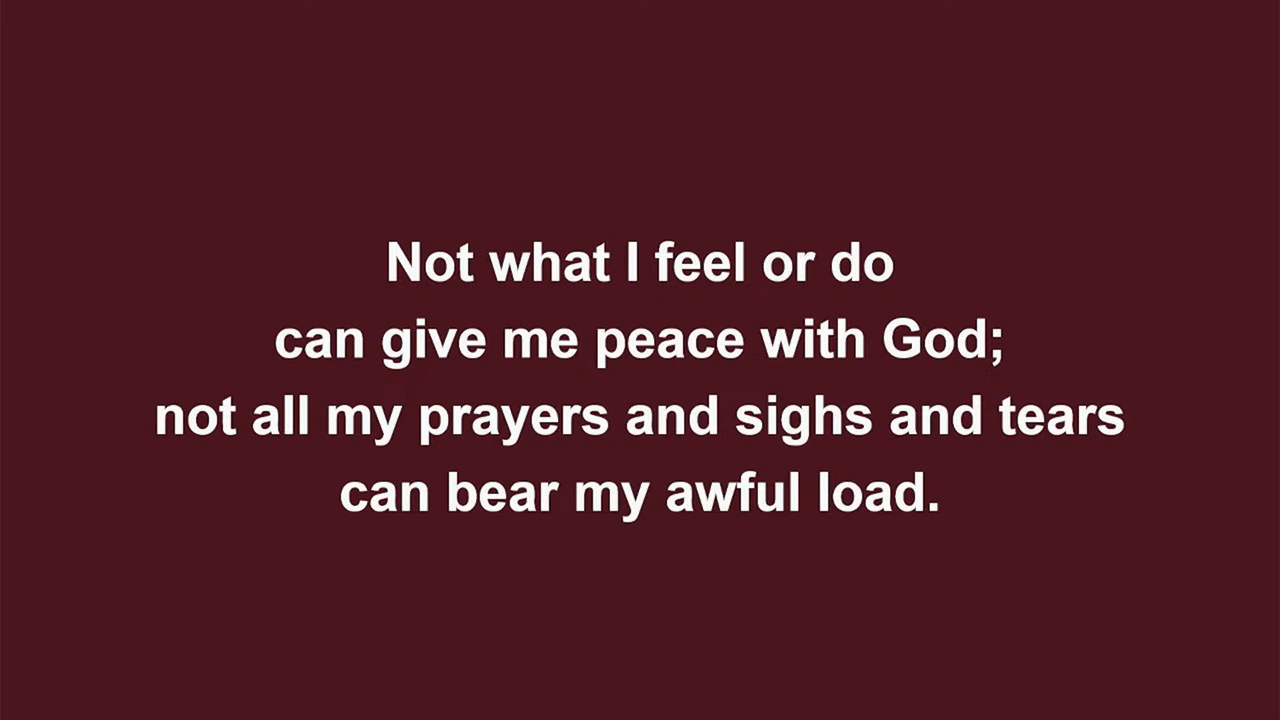 Not what I feel or do
can give me peace with God;
not all my prayers and sighs and tears
can bear my awful load.